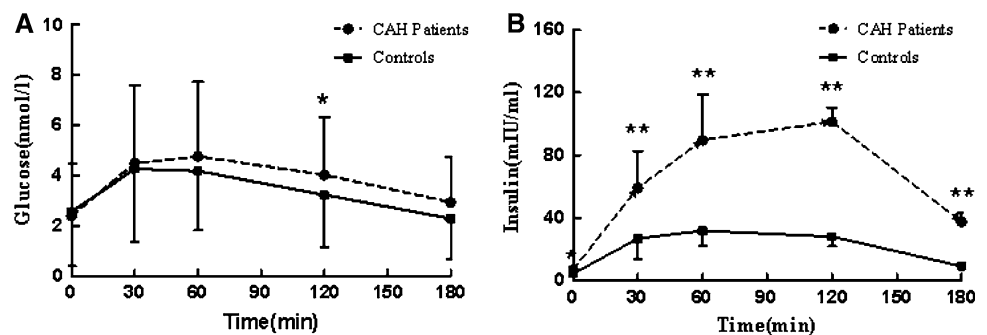 A
CAH Patients
Controls
Glucose(nmol/l)
10
8
6
4
2
0
*
0 30 60 90 120 150 180
Time(min)
B
CAH Patients
Controls
Insulin(mIU/ml)
160
120
80
40
0
*
**
**
**
**
0 30 60 90 120 150 180
Time(min)